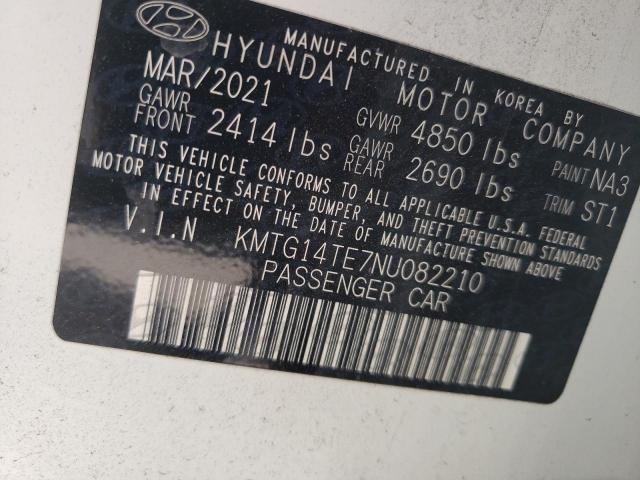 MANUFACTURED IN KOREA BY
HYUNDAI MOTOR COMPANY
MAR/2021 GVWR 4850 lbs PAINT NA3
GAWR FRONT 2414 lbs GAWR REAR 2690 lbs TRIM ST1
THIS VEHICLE CONFORMS TO ALL APPLICABLE U.S.A. FEDERAL
MOTOR VEHICLE SAFETY, BUMPER, AND THEFT PREVENTION STANDARDS
IN EFFECT ON THE DATE OF MANUFACTURE SHOWN ABOVE
V.I.N KMTG14TE7NU082210
PASSENGER CAR